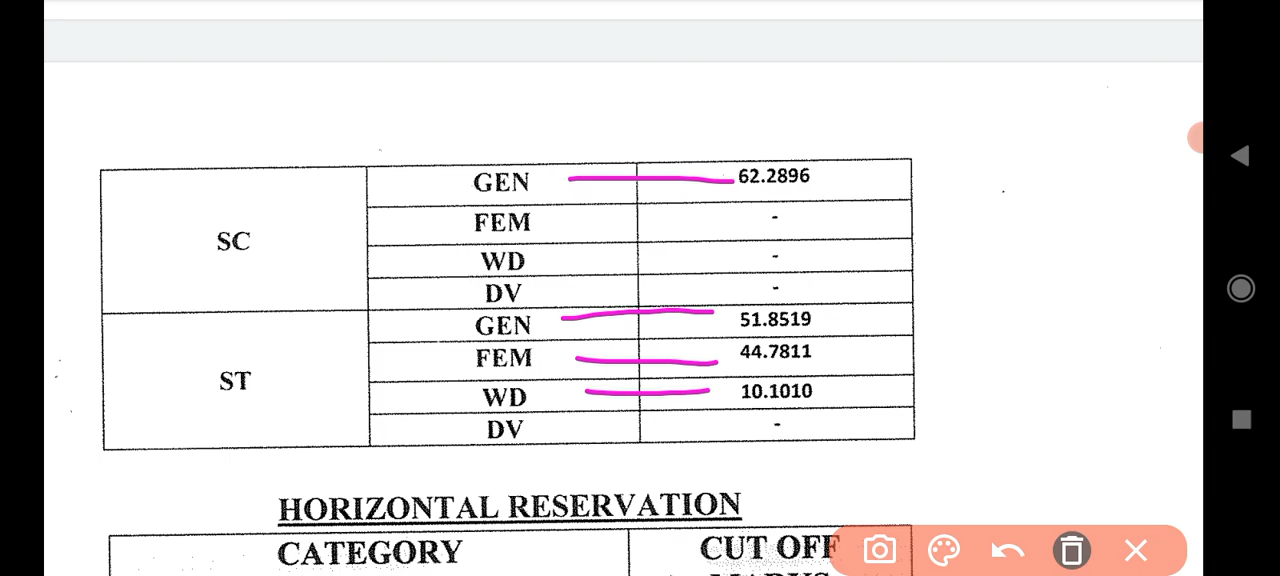 GEN 62.2896
FEM -
SC
WD -
DV -
GEN 51.8519
FEM 44.7811
ST
WD 10.1010
DV -
HORIZONTAL RESERVATION
CATEGORY CUT OFF